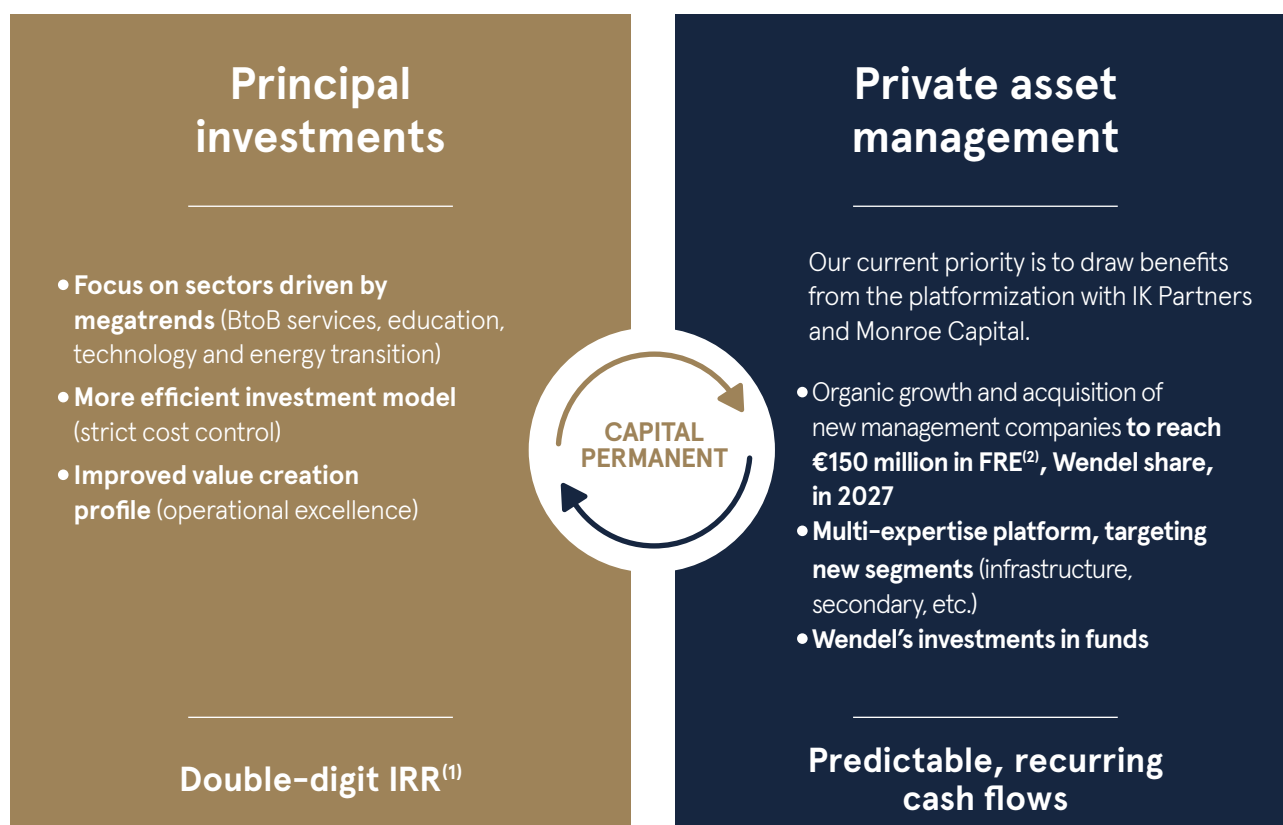 Principal
investments
• Focus on sectors driven by
megatrends (BtoB services, education,
technology and energy transition)
• More efficient investment model
(strict cost control)
• Improved value creation
profile (operational excellence)
Double-digit IRR(1)
CAPITAL
PERMANENT
Private asset
management
Our current priority is to draw benefits
from the platformization with IK Partners
and Monroe Capital.
• Organic growth and acquisition of
new management companies to reach
€150 million in FRE(2), Wendel share,
in 2027
• Multi-expertise platform, targeting
new segments (infrastructure,
secondary, etc.)
• Wendel’s investments in funds
Predictable, recurring
cash flows